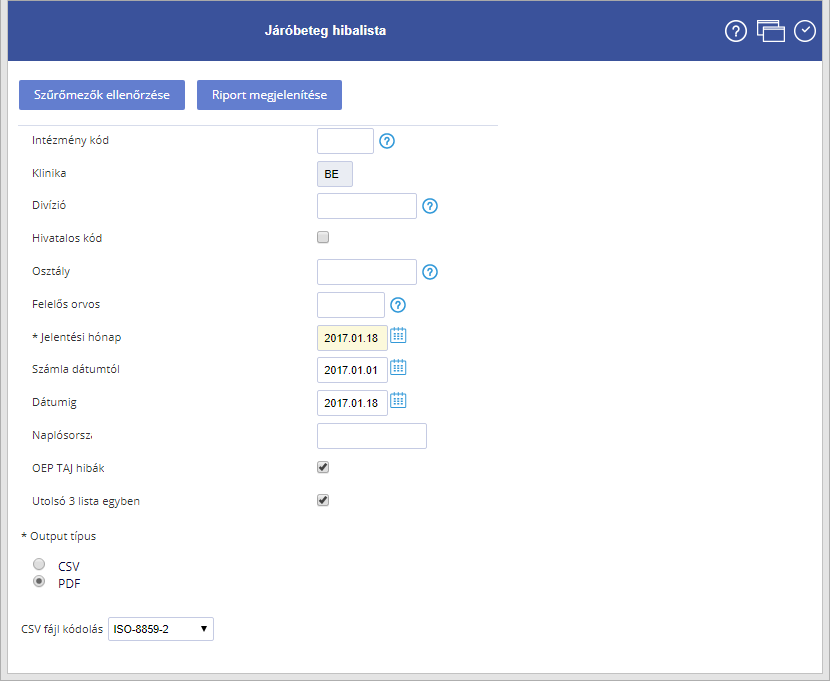 Járóbeteg hibalista
Szűrőmezők ellenőrzése Riport megjelenítése
Intézmény kód
Klinika BE
Divízió
Hivatalos kód
Osztály
Felelős orvos
* Jelentési hónap 2017.01.18
Számla dátumtól 2017.01.01
Dátumig 2017.01.18
OEP TAJ hibák
Utolsó 3 lista egyben
* Output típus
CSV
PDF
CSV fájl kódolás ISO-8859-2